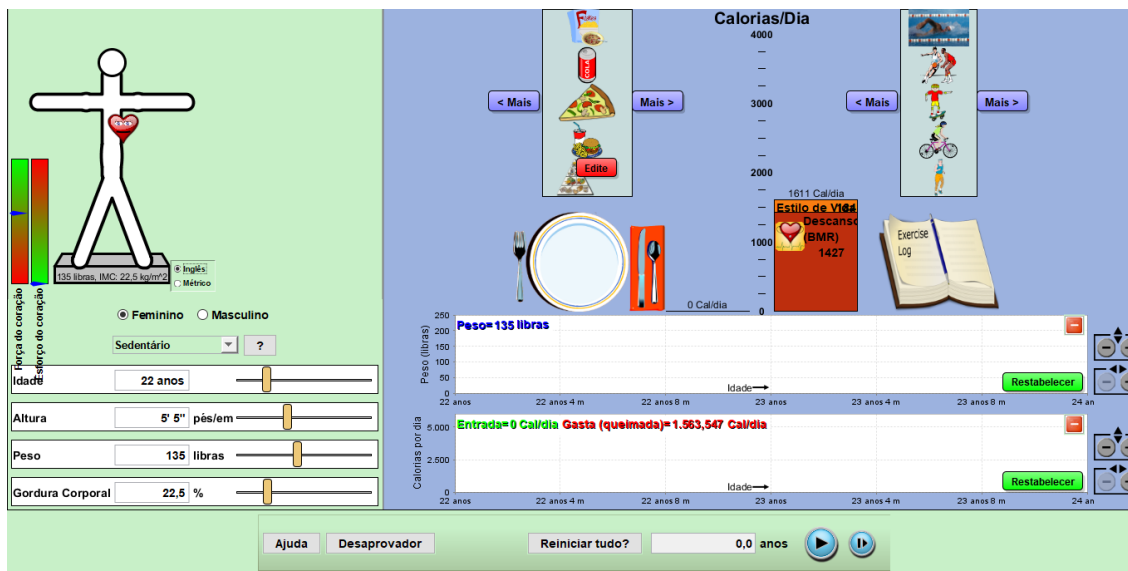 Calorias/Dia
4000
3000
2000
1000
0
COLA
< Mais
Mais >
Edite
< Mais
Mais >
1611 Cal/dia
Estilo de Vida
184
Descanso
(BMR)
1427
0 Cal/dia
Exercise
Log
135 libras, IMC: 22,5 kg/m^2
Inglês
Métrico
Força do coração
Esforço do coração
Feminino
Masculino
Sedentário
?
Idade
22 anos
Altura
5' 5"
pés/em
Peso
135
libras
Gordura Corporal
22,5
%
Peso (libras)
250
200
150
100
50
0
Peso= 135 libras
Idade
Restabelecer
22 anos
22 anos 4 m
22 anos 8 m
23 anos
23 anos 4 m
23 anos 8 m
24 an
Calorias por dia
5.000
2.500
0
Entrada= 0 Cal/dia Gasta (queimada)= 1.563,547 Cal/dia
Idade
Restabelecer
22 anos
22 anos 4 m
22 anos 8 m
23 anos
23 anos 4 m
23 anos 8 m
24 an
Ajuda
Desaprovador
Reiniciar tudo?
0,0
anos